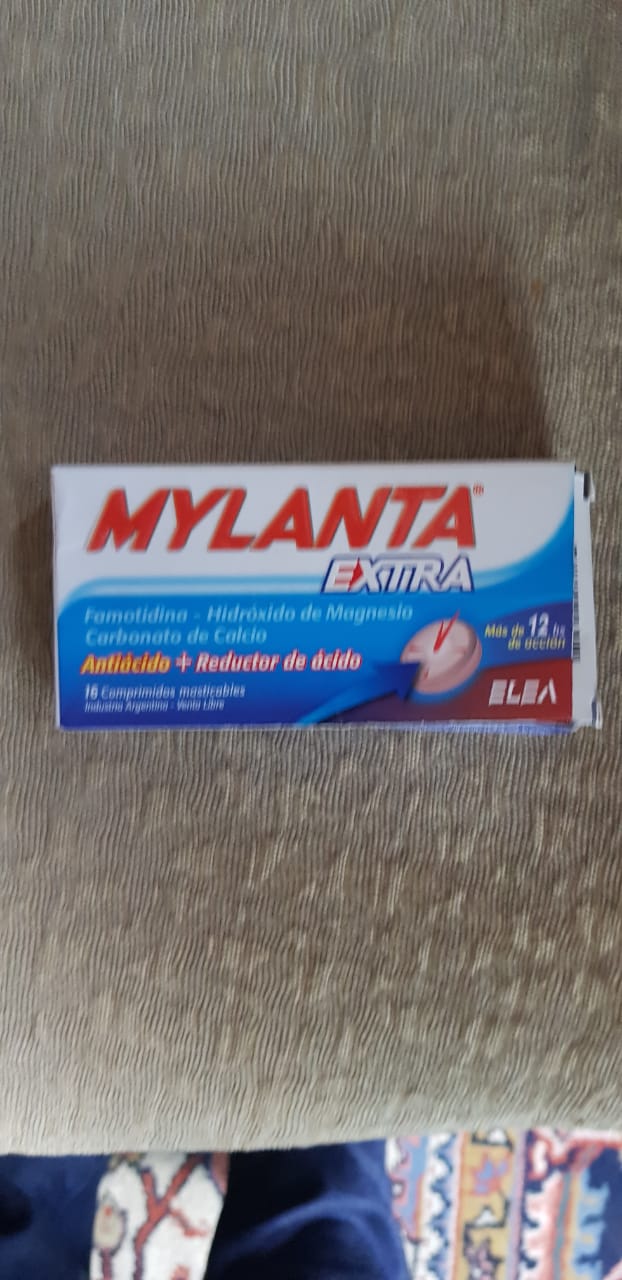 MYLANTA®
EXTRA
Famotidina - Hidróxido de Magnesio
Carbonato de Calcio
Antiácido + Reductor de ácido
16 Comprimidos masticables
Industria Argentina - Venta Libre
Más de 12 hs
de acción
ELEA